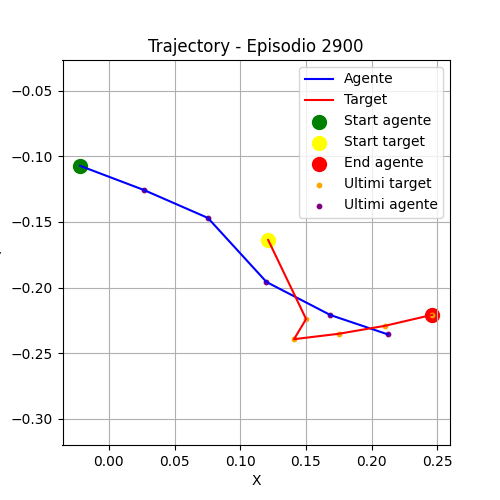 Trajectory - Episodio 2900
Agente
Target
Start agente
Start target
End agente
Ultimi target
Ultimi agente
−0.05
−0.10
−0.15
−0.20
−0.25
−0.30
0.00
0.05
0.10
0.15
0.20
0.25
X